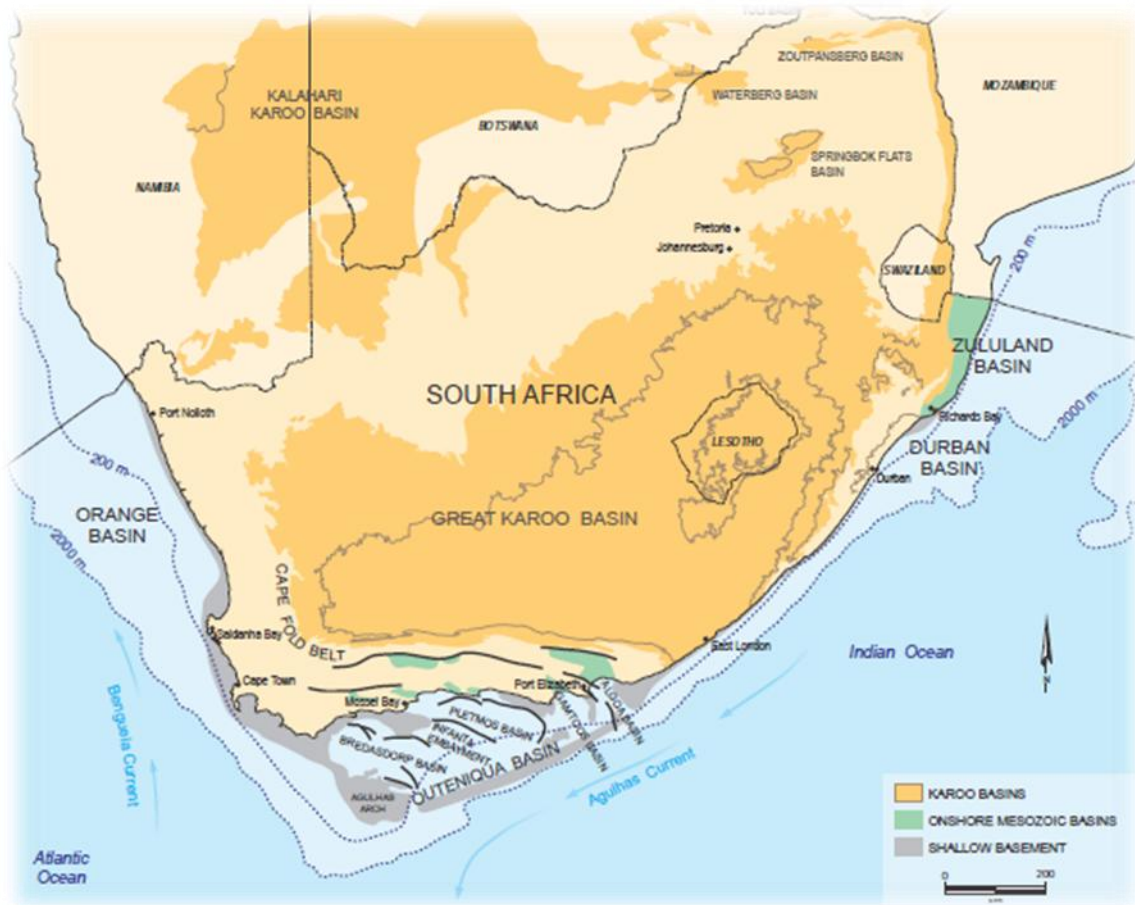 ZOUTPANSBERG BASIN
MOZAMBIQUE
KALAHARI
KAROO BASIN
WATERBERG BASIN
BOTSWANA
SPRINGBOK FLATS
BASIN
NAMIBIA
Pretoria
Johannesburg
SWAZILAND
200 m
ZULULAND
BASIN
SOUTH AFRICA
Port Nolloth
Richards Bay
2000 m
LESOTHO
DURBAN
BASIN
Durban
200 m
ORANGE
BASIN
2000 m
GREAT KAROO BASIN
CAPE FOLD BELT
Saldanha Bay
East London
Indian Ocean
Cape Town
Port Elizabeth
Mossel Bay
ALGOA BASIN
GAMTOOS BASIN
PLETMOS BASIN
INFANTA
EMBAYMENT
BREDASDORP BASIN
OUTENIQUA BASIN
Benguela Current
Agulhas Current
AGULHAS
ARCH
N
Atlantic
Ocean
KAROO BASINS
ONSHORE MESOZOIC BASINS
SHALLOW BASEMENT
0 200